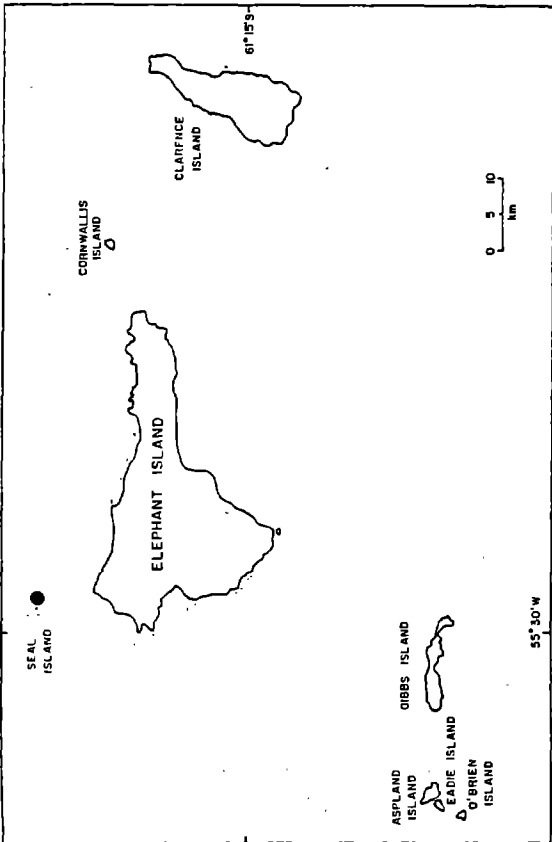 SEAL
ISLAND
ELEPHANT ISLAND
CORNWALLIS
ISLAND
CLARENCE
ISLAND
61°15'S
ASPLAND
ISLAND
EADIE ISLAND
O'BRIEN
ISLAND
GIBBS ISLAND
55°30'W
0 5 10
km